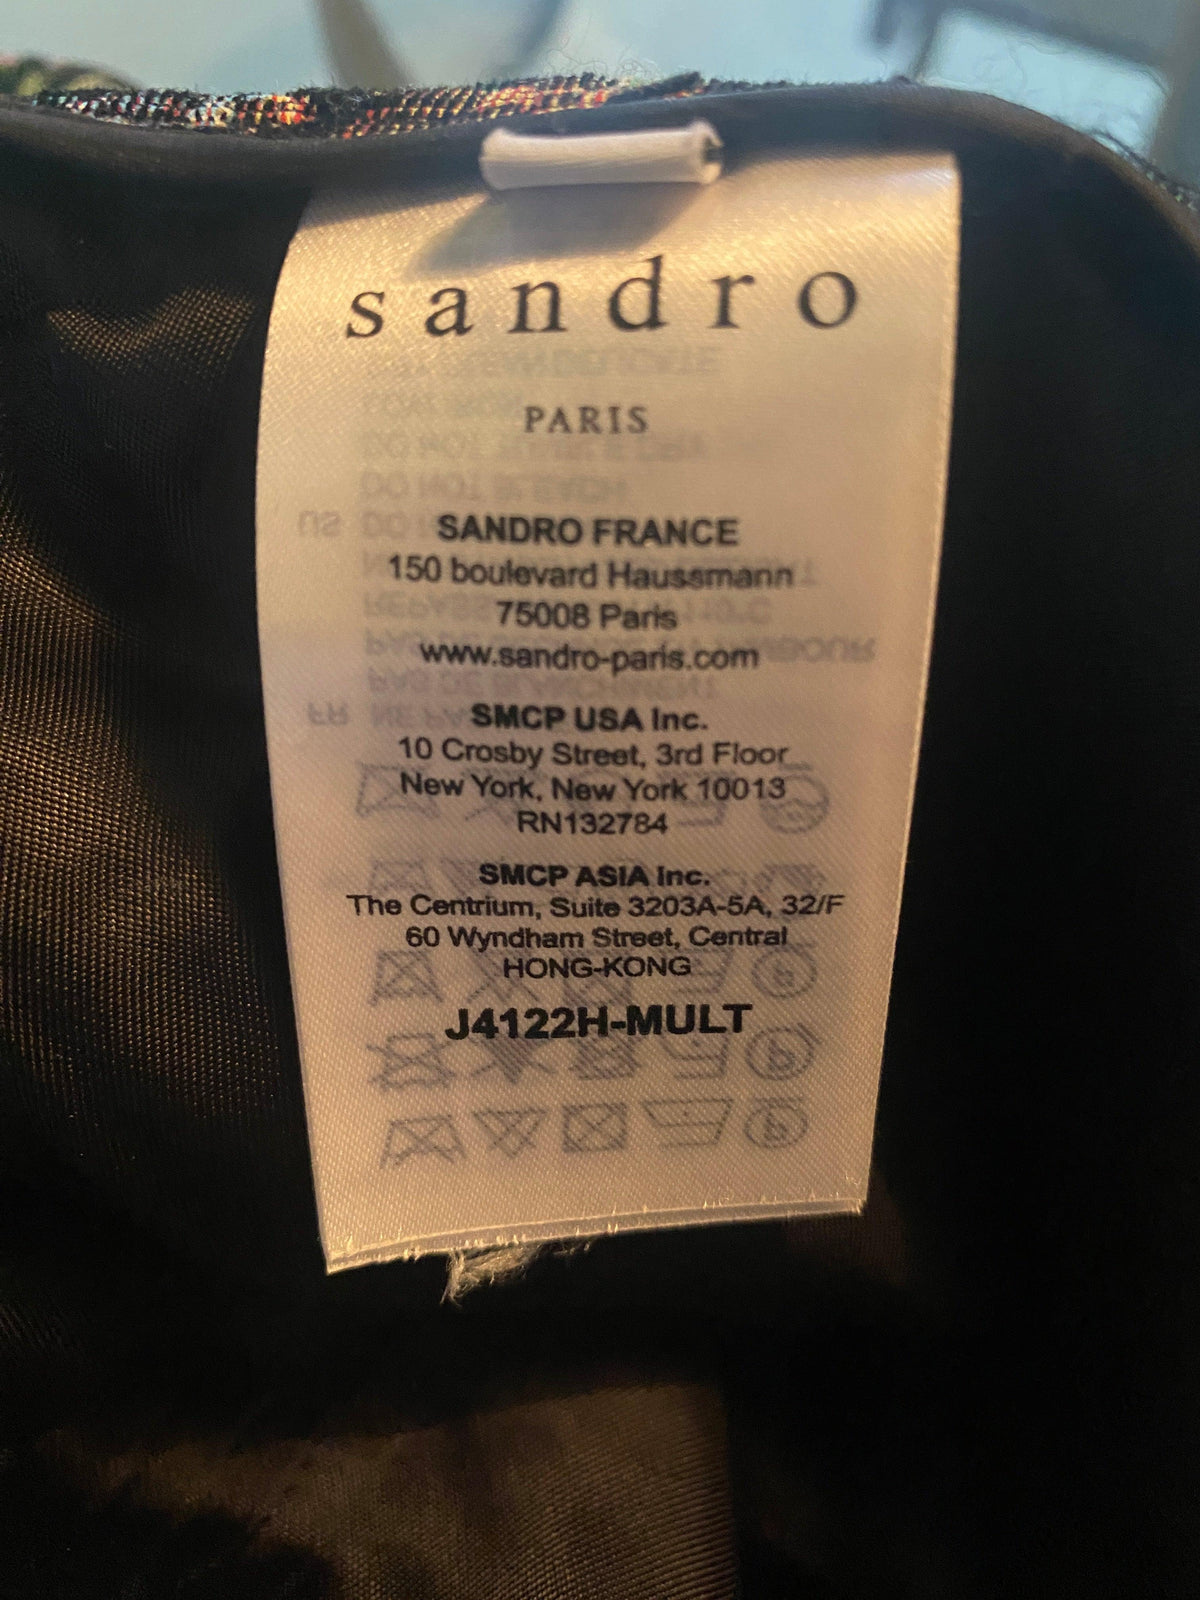 sandro
PARIS
SANDRO FRANCE
150 boulevard Haussmann
75008 Paris
www.sandro-paris.com
SMCP USA Inc.
10 Crosby Street, 3rd Floor
New York, New York 10013
RN132784
SMCP ASIA Inc.
The Centrium, Suite 3203A-5A, 32/F
60 Wyndham Street, Central
HONG-KONG
J4122H-MULT